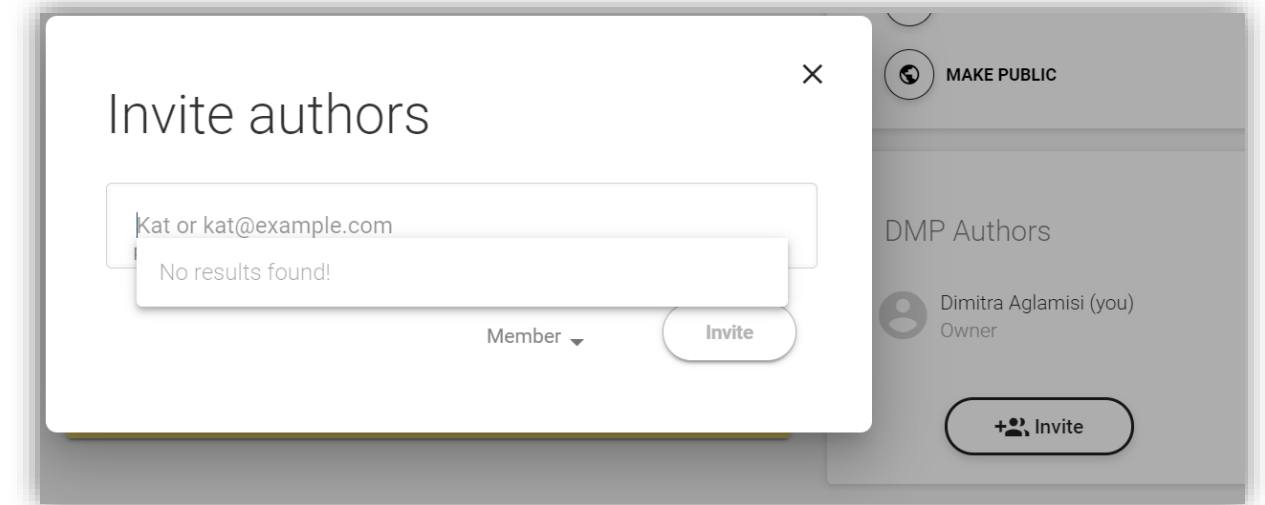 Invite authors
Kat or kat@example.com
No results found!
Member
Invite
MAKE PUBLIC
DMP Authors
Dimitra Aglamisi (you)
Owner
Invite